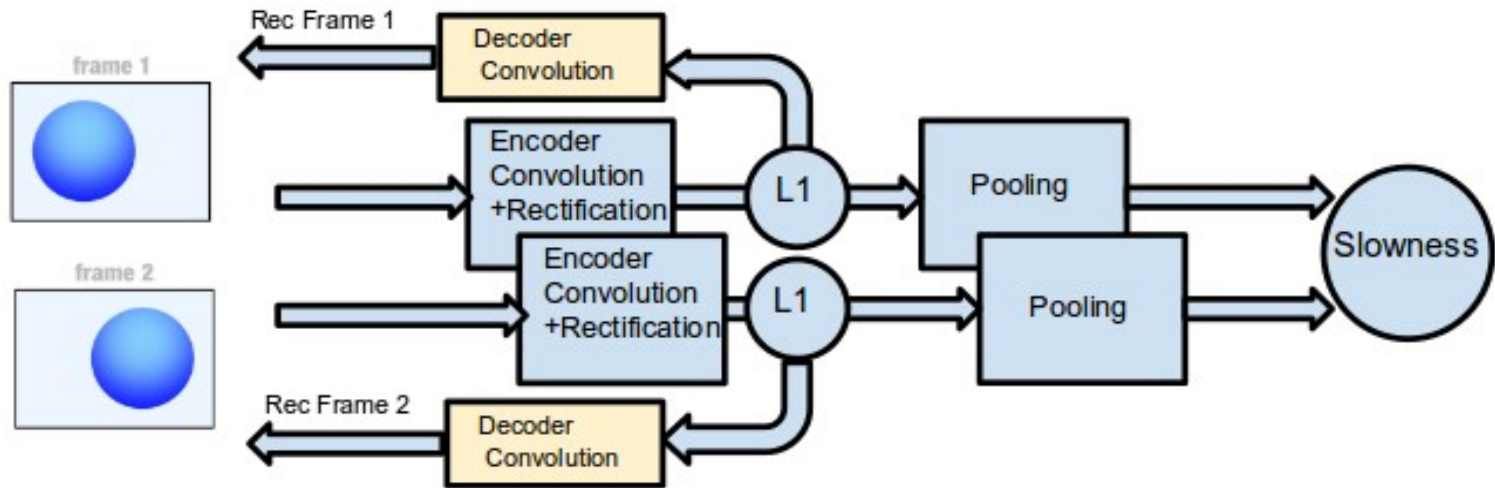 Rec Frame 1
Decoder
Convolution
frame 1
Encoder
Convolution
+Rectification
L1
Pooling
Slowness
frame 2
Encoder
Convolution
+Rectification
L1
Pooling
Rec Frame 2
Decoder
Convolution